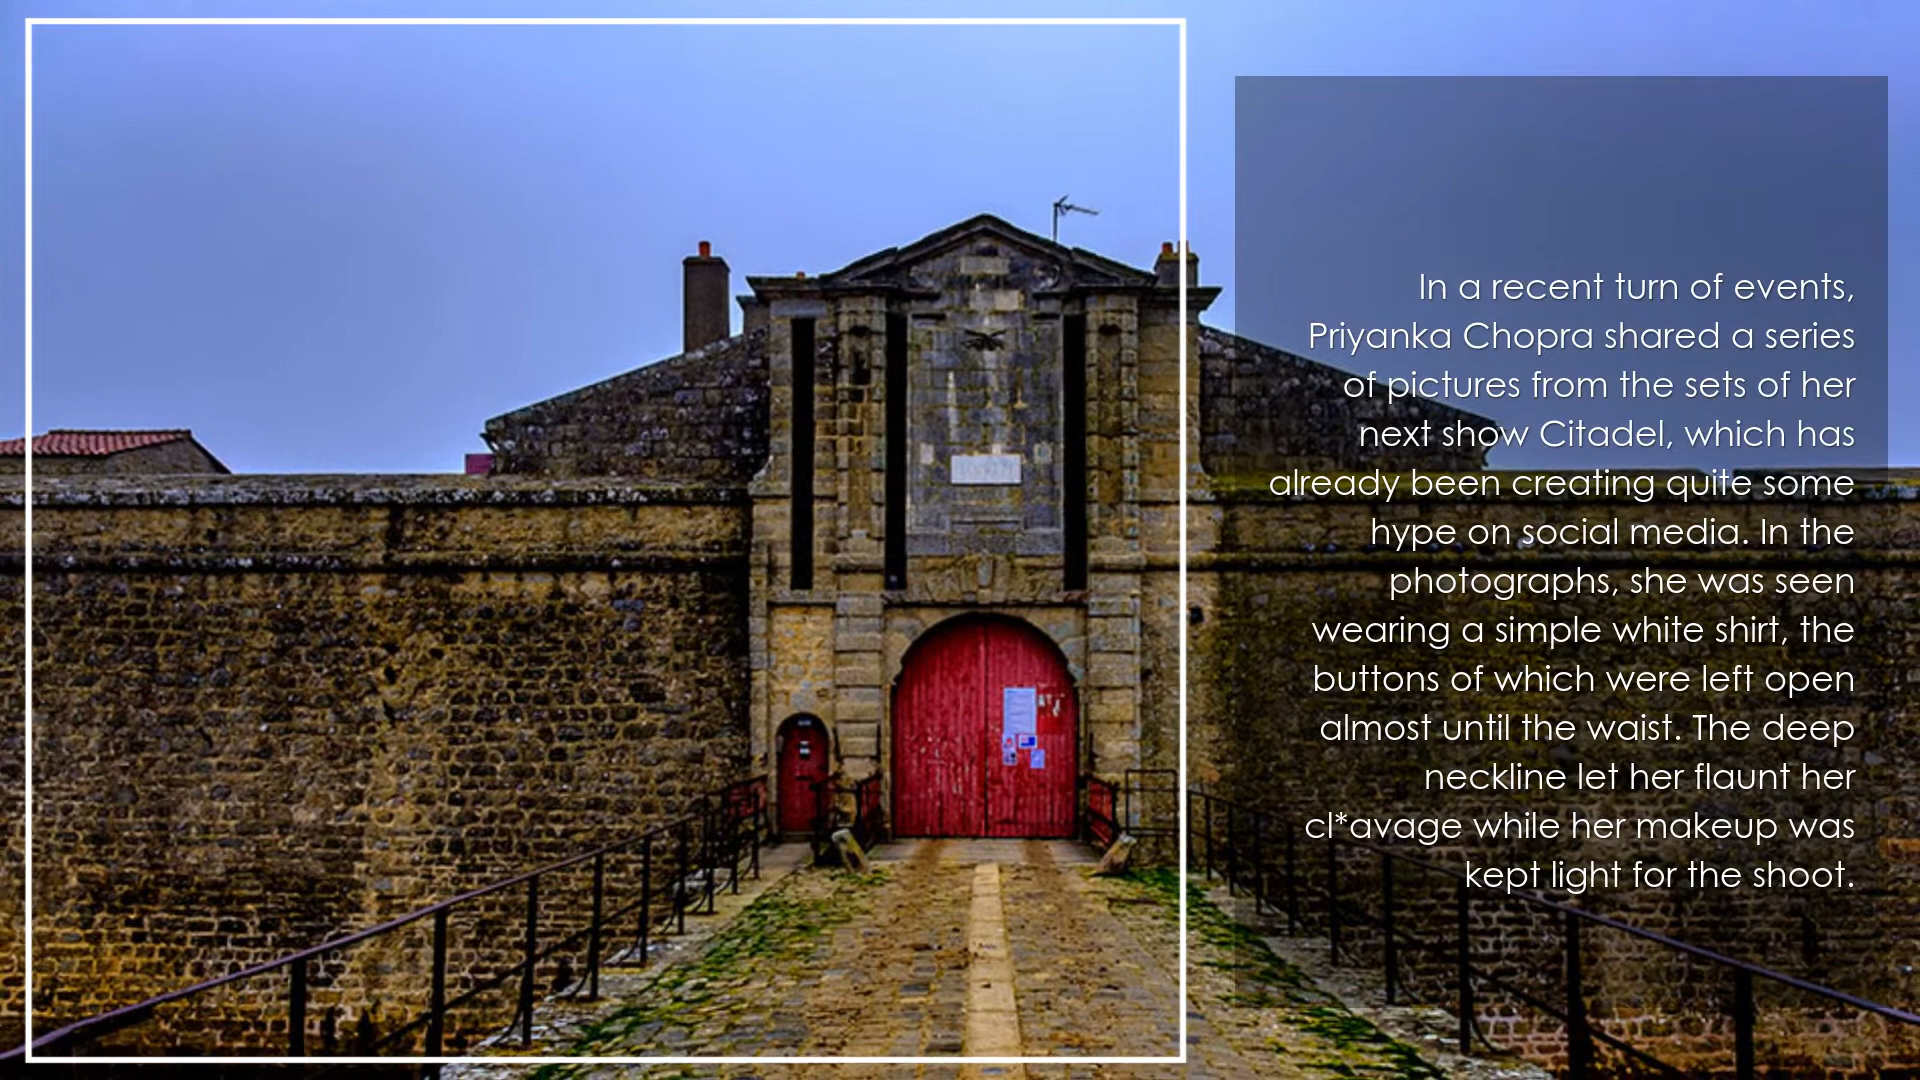 In a recent turn of events,
Priyanka Chopra shared a series
of pictures from the sets of her
next show Citadel, which has
already been creating quite some
hype on social media. In the
photographs, she was seen
wearing a simple white shirt, the
buttons of which were left open
almost until the waist. The deep
neckline let her flaunt her
cl*avage while her makeup was
kept light for the shoot.